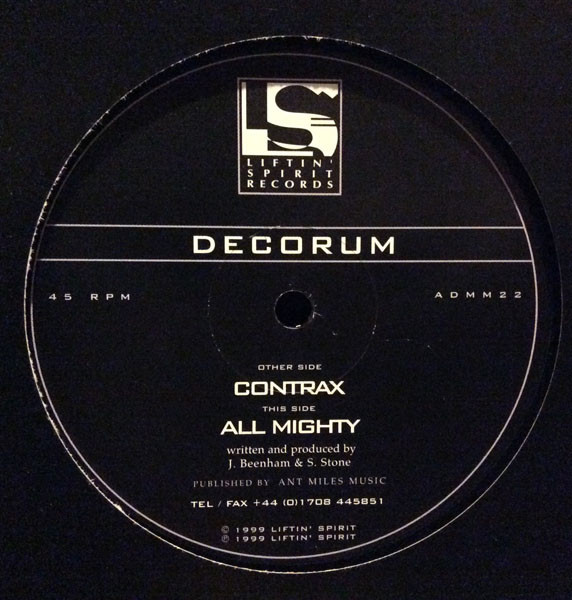 LS
LIFTIN'
SPIRIT
RECORDS
DECORUM
45 RPM
ADMM22
OTHER SIDE
CONTRAX
THIS SIDE
ALL MIGHTY
written and produced by
J. Beenham & S. Stone
PUBLISHED BY ANT MILES MUSIC
TEL / FAX +44 (0)1708 445851
© 1999 LIFTIN' SPIRIT
℗ 1999 LIFTIN' SPIRIT